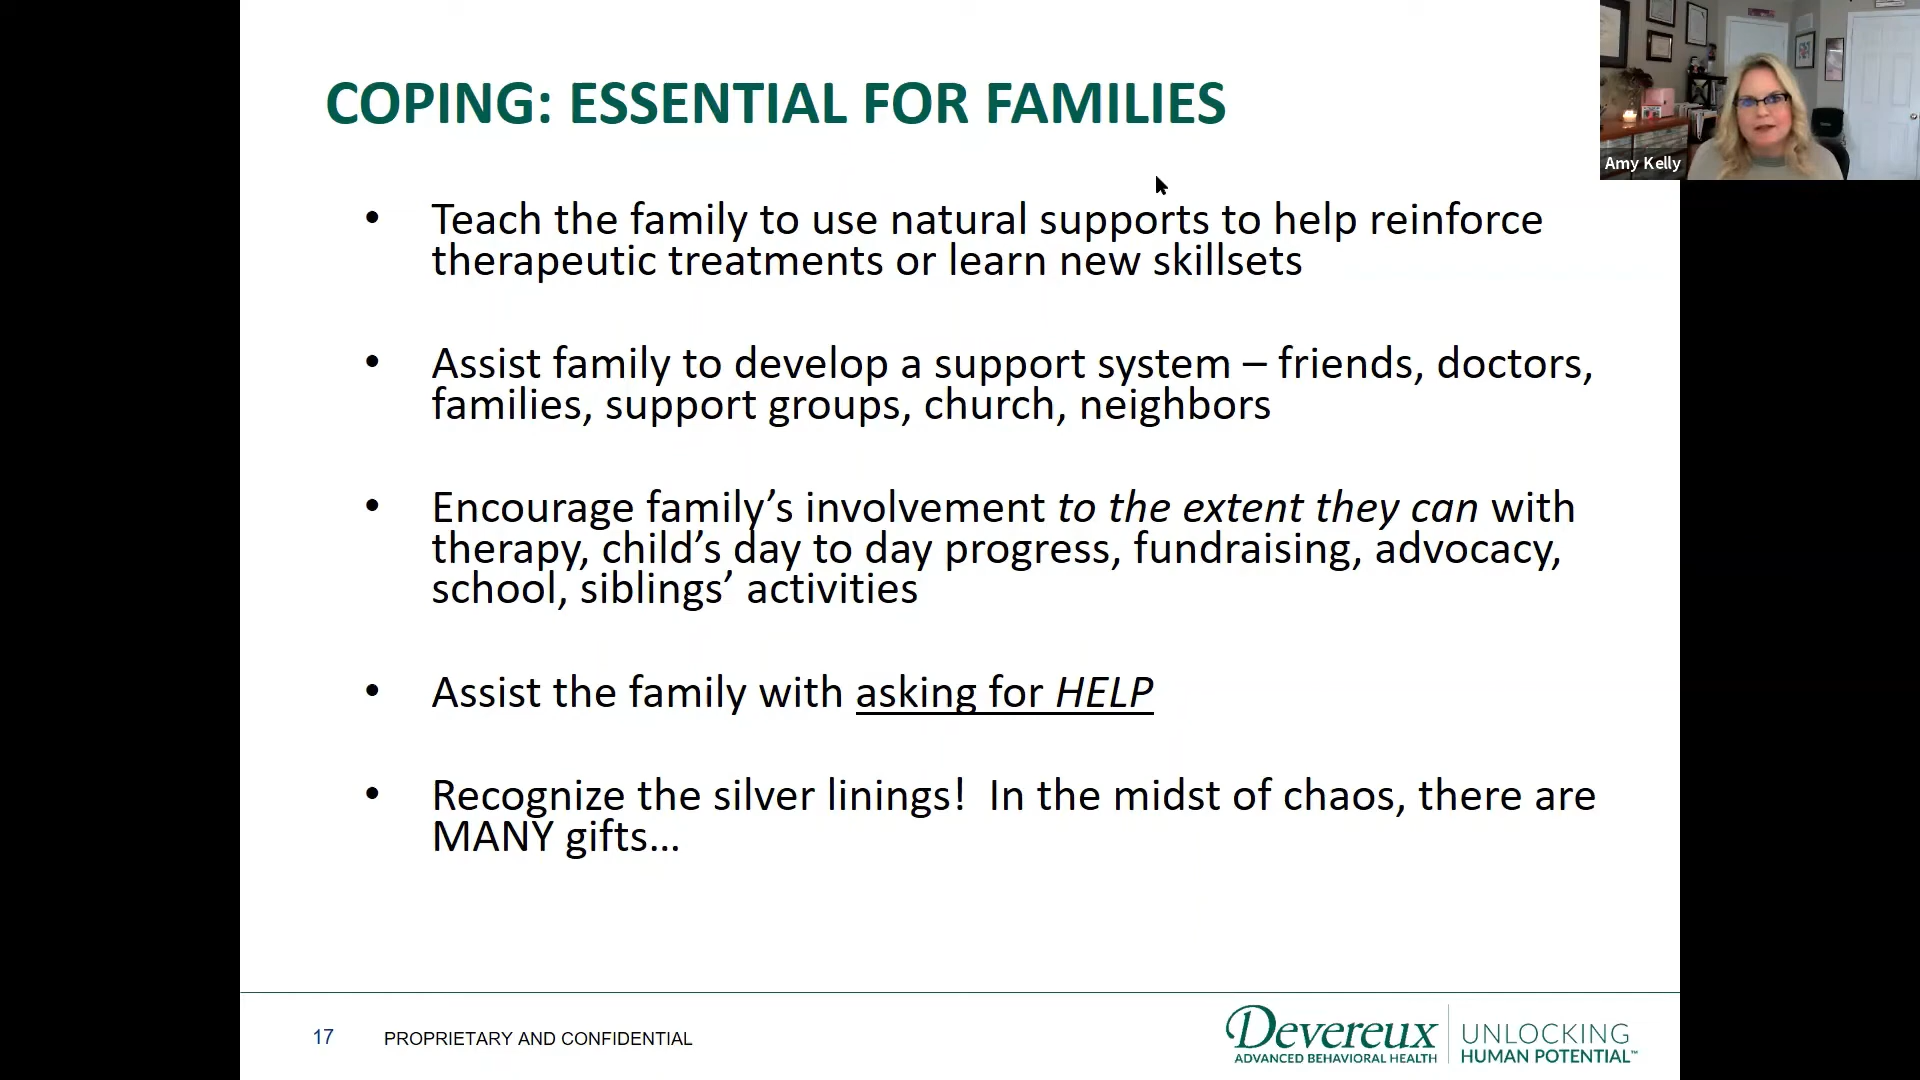 COPING: ESSENTIAL FOR FAMILIES
Amy Kelly
• Teach the family to use natural supports to help reinforce
therapeutic treatments or learn new skillsets
• Assist family to develop a support system – friends, doctors,
families, support groups, church, neighbors
• Encourage family’s involvement to the extent they can with
therapy, child’s day to day progress, fundraising, advocacy,
school, siblings’ activities
• Assist the family with asking for HELP
• Recognize the silver linings!  In the midst of chaos, there are
MANY gifts…
17 PROPRIETARY AND CONFIDENTIAL
Devereux
ADVANCED BEHAVIORAL HEALTH
UNLOCKING
HUMAN POTENTIAL™